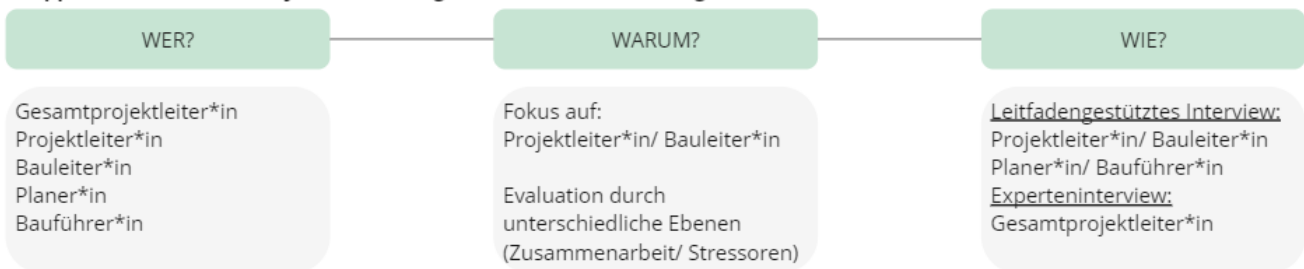 WER?
WARUM?
WIE?
Gesamtprojektleiter*in
Projektleiter*in
Bauleiter*in
Planer*in
Bauführer*in
Fokus auf:
Projektleiter*in/ Bauleiter*in
Evaluation durch
unterschiedliche Ebenen
(Zusammenarbeit/ Stressoren)
Leitfadengestütztes Interview:
Projektleiter*in/ Bauleiter*in
Planer*in/ Bauführer*in
Experteninterview:
Gesamtprojektleiter*in